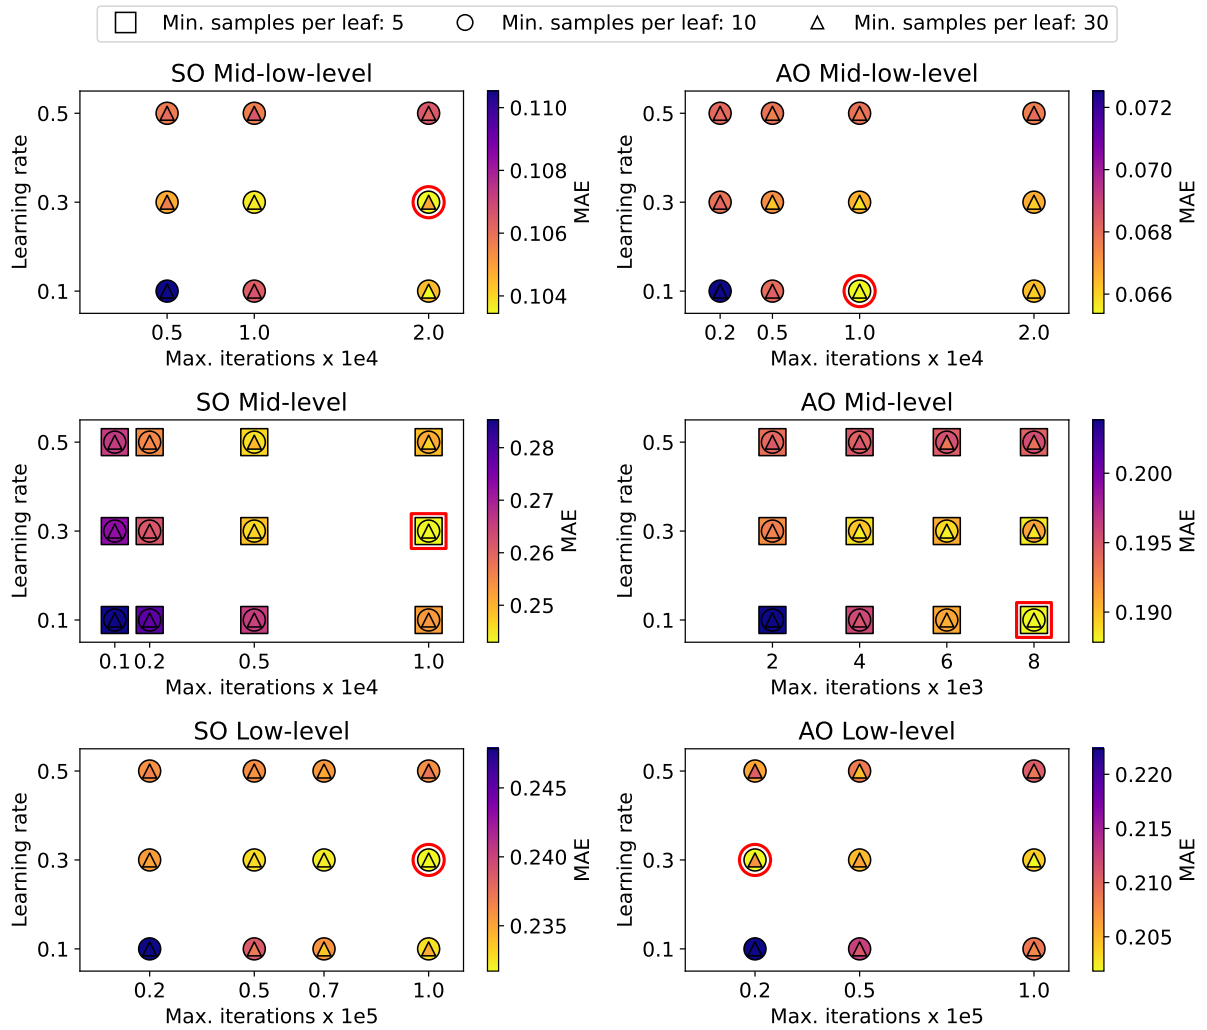 Min. samples per leaf: 5 Min. samples per leaf: 10 Min. samples per leaf: 30
SO Mid-low-level
Learning rate
0.5
0.3
0.1
0.5 1.0 2.0
Max. iterations x 1e4
0.110
0.108
0.106
0.104
MAE
AO Mid-low-level
Learning rate
0.5
0.3
0.1
0.2 0.5 1.0 2.0
Max. iterations x 1e4
0.072
0.070
0.068
0.066
MAE
SO Mid-level
Learning rate
0.5
0.3
0.1
0.1 0.2 0.5 1.0
Max. iterations x 1e4
0.28
0.27
0.26
0.25
MAE
AO Mid-level
Learning rate
0.5
0.3
0.1
2 4 6 8
Max. iterations x 1e3
0.200
0.195
0.190
MAE
SO Low-level
Learning rate
0.5
0.3
0.1
0.2 0.5 0.7 1.0
Max. iterations x 1e5
0.245
0.240
0.235
MAE
AO Low-level
Learning rate
0.5
0.3
0.1
0.2 0.5 1.0
Max. iterations x 1e5
0.220
0.215
0.210
0.205
MAE